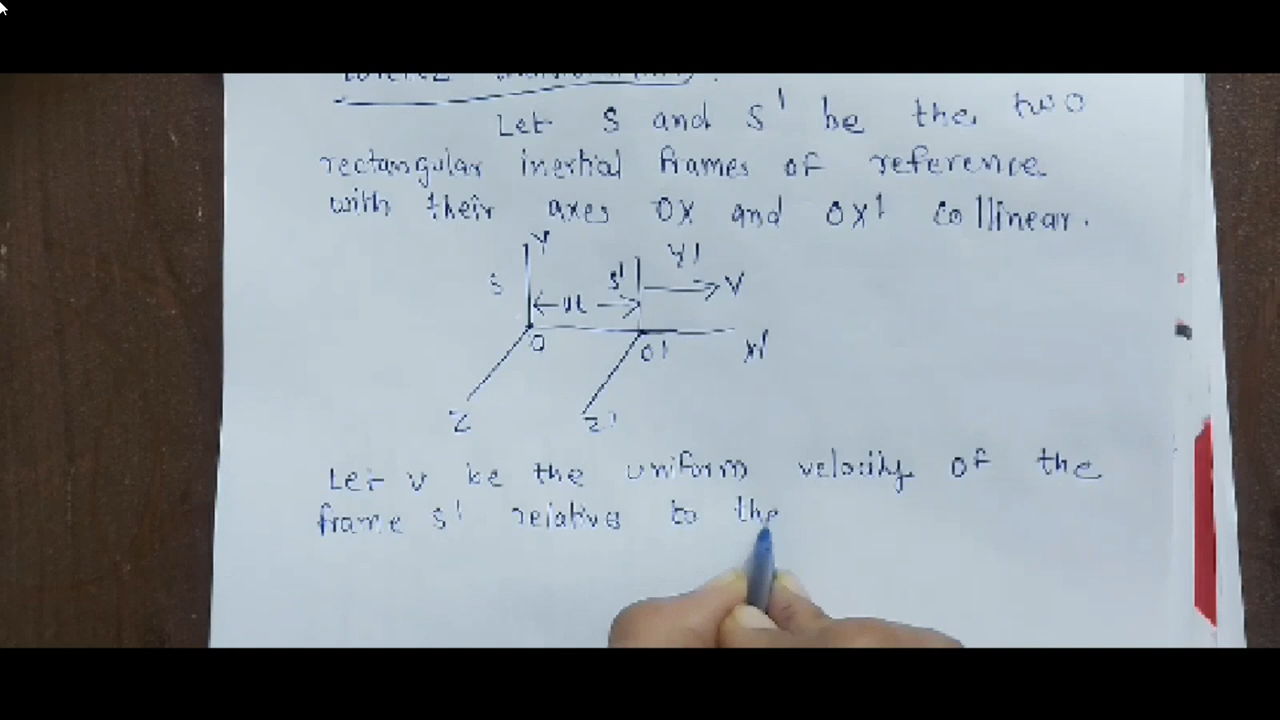 Let S and S' be the two
rectangular inertial frames of reference
with their axes OX and OX' collinear.
Y
Y'
S
S'
V
vt
O
O'
X'
Z
Z'
Let v be the uniform velocity of the
frame S' relative to the